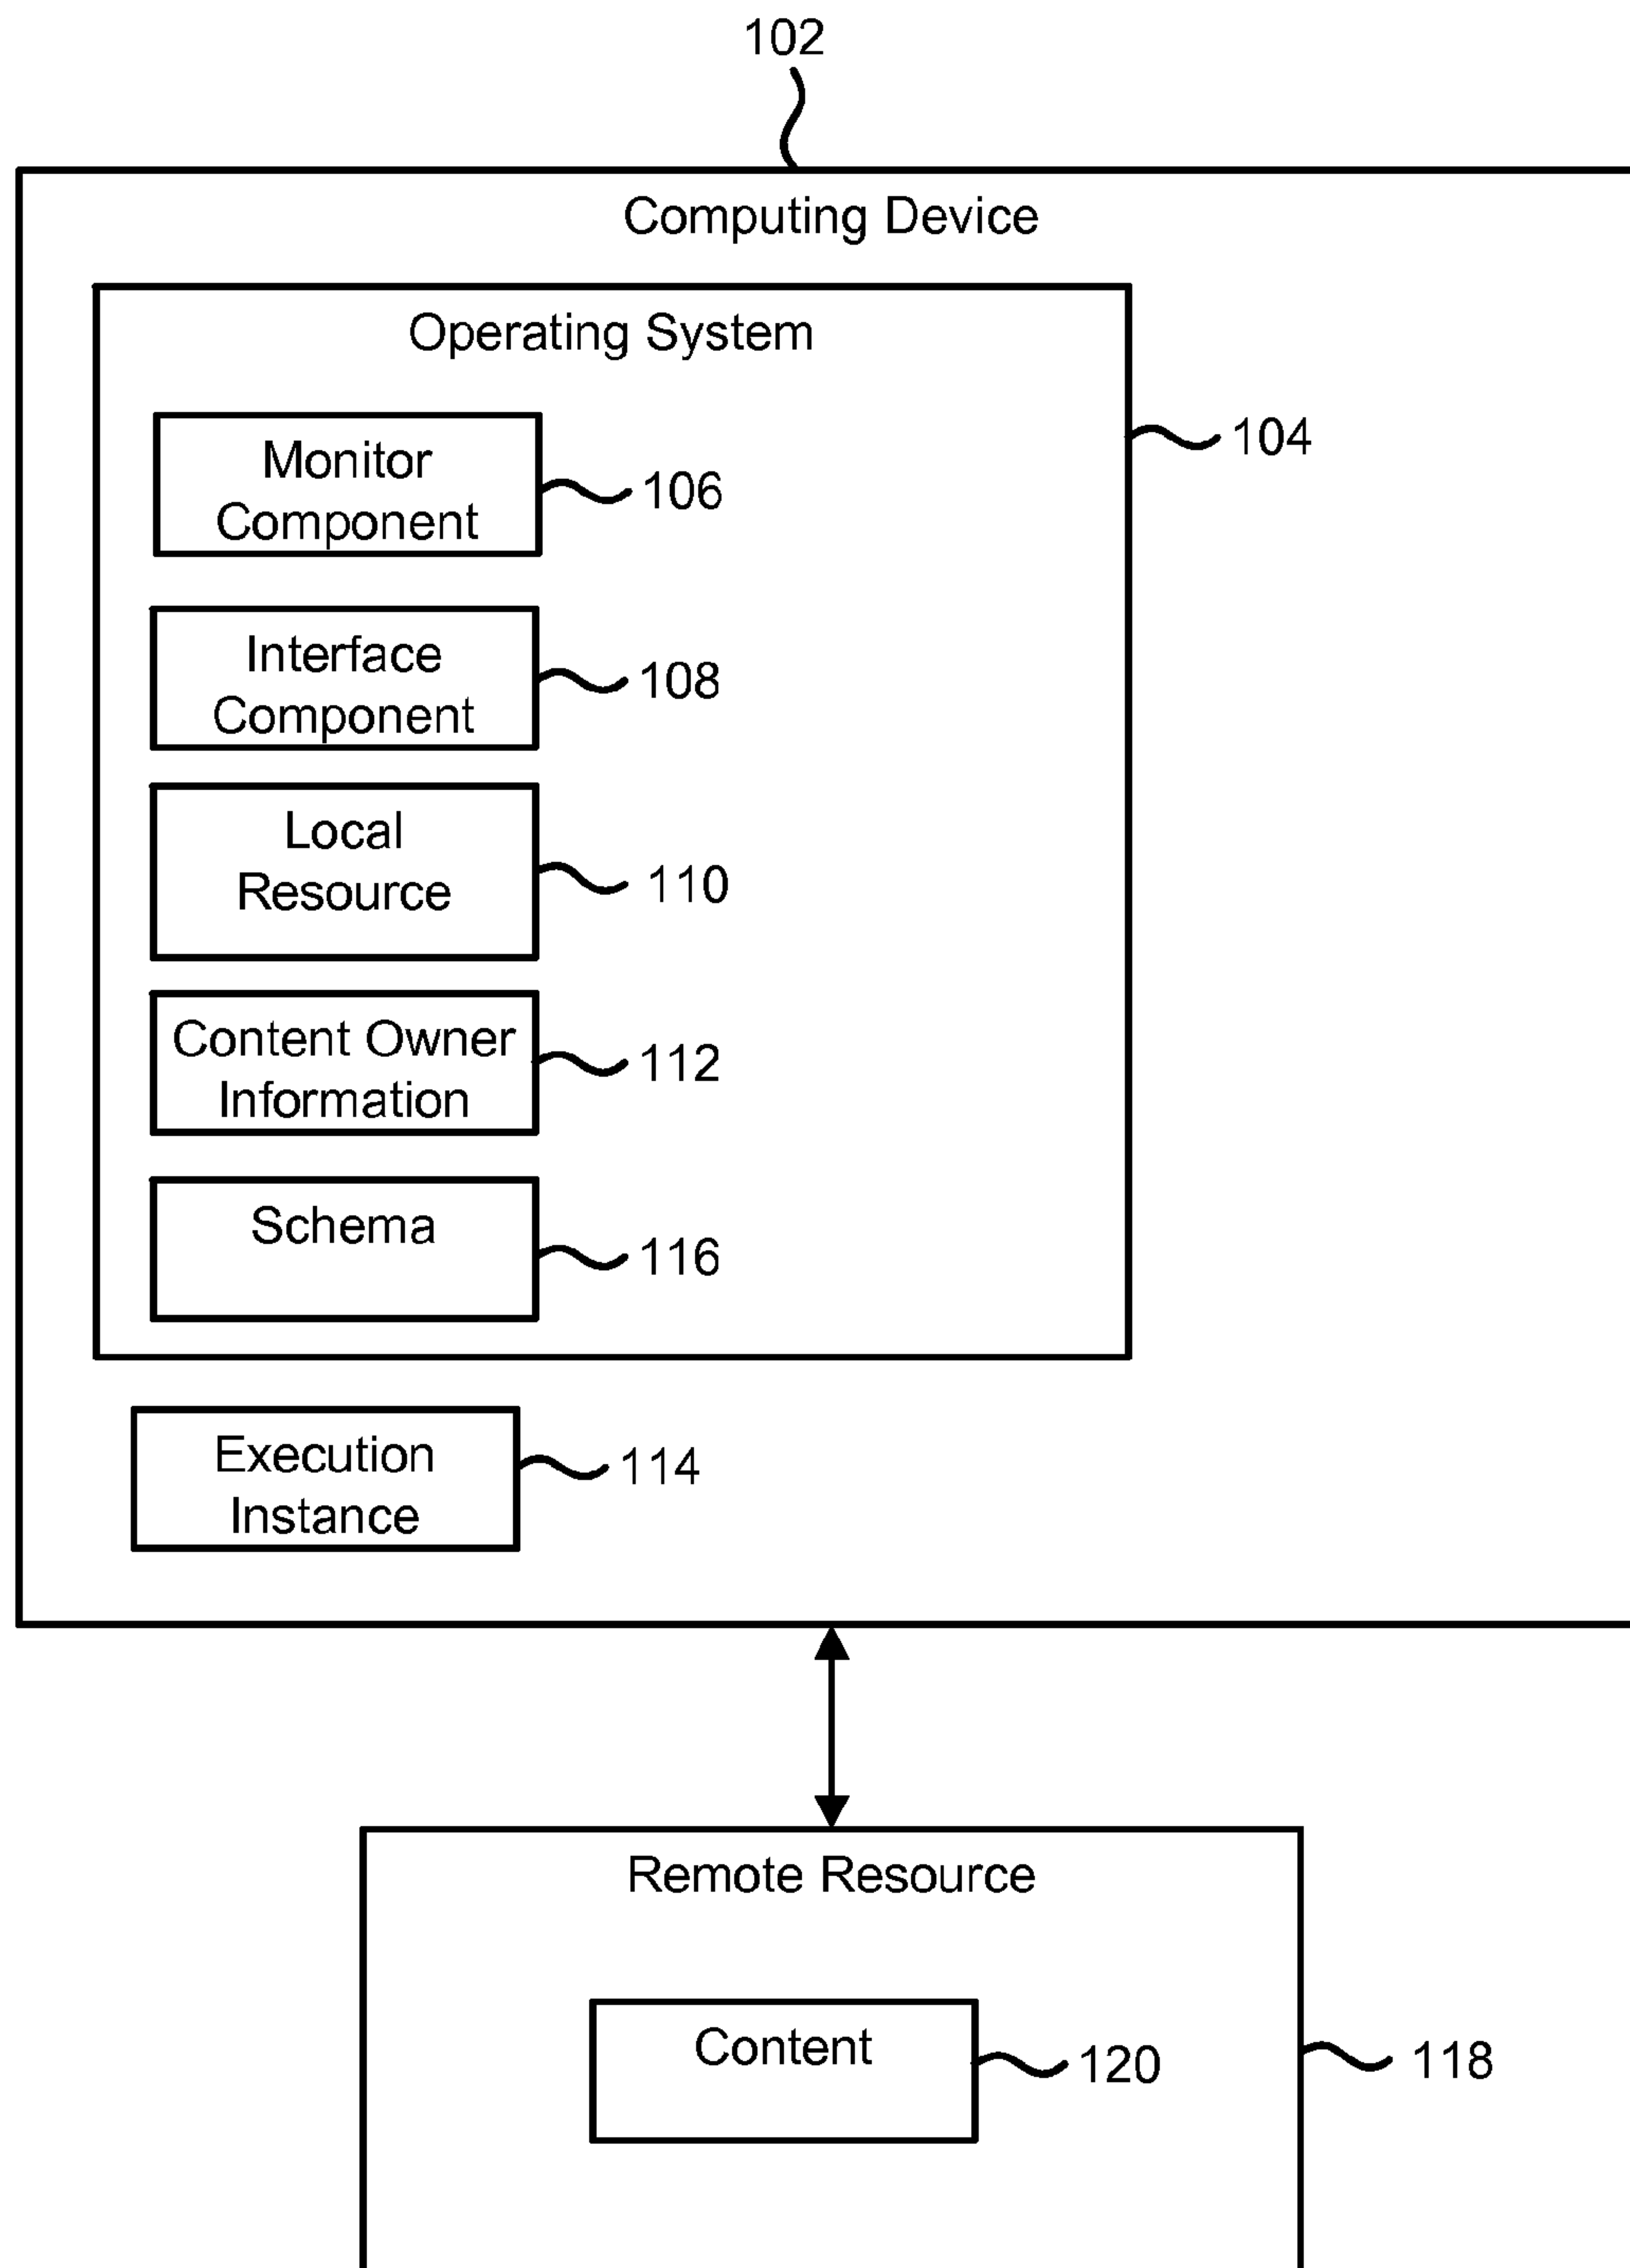 102
Computing Device
Operating System
104
Monitor
Component
106
Interface
Component
108
Local
Resource
110
Content Owner
Information
112
Schema
116
Execution
Instance
114
Remote Resource
Content
120
118